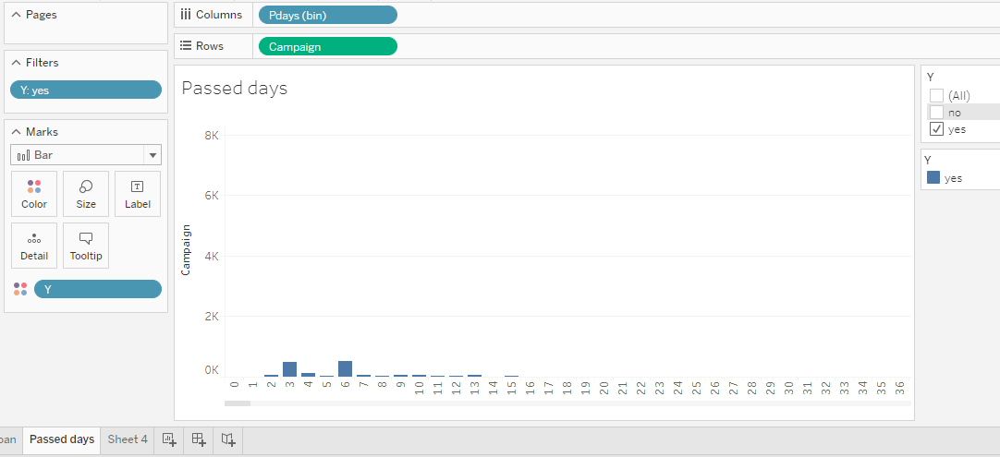 Pages
Columns
Pdays (bin)
Rows
Campaign
Filters
Y: yes
Marks
Bar
Color
Size
Label
Detail
Tooltip
Y
Passed days
8K
6K
4K
2K
0K
Campaign
0 1 2 3 4 5 6 7 8 9 10 11 12 13 14 15 16 17 18 19 20 21 22 23 24 25 26 27 28 29 30 31 32 33 34 35 36
Y
(All)
no
yes
Y
yes
oan
Passed days
Sheet 4